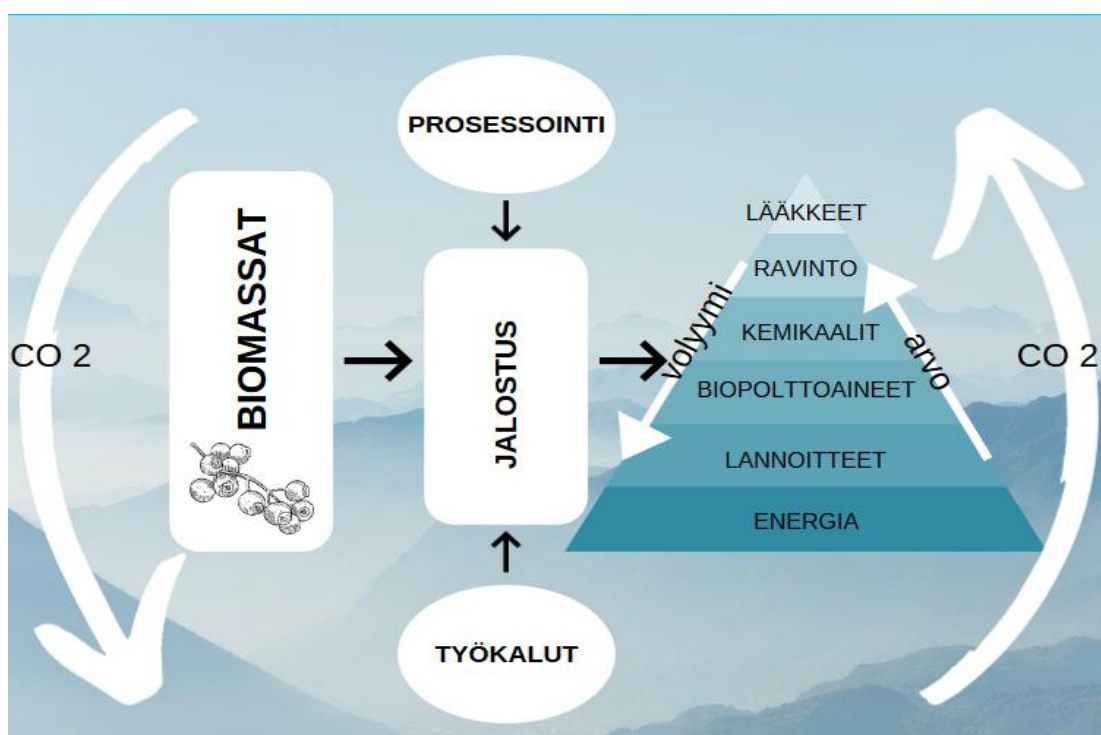 PROSESSOINTI
BIOMASSAT
JALOSTUS
TYÖKALUT
CO 2
LÄÄKKEET
RAVINTO
KEMIKAALIT
BIOPOLTTOAINEET
LANNOITTEET
ENERGIA
volyymi
arvo
CO 2